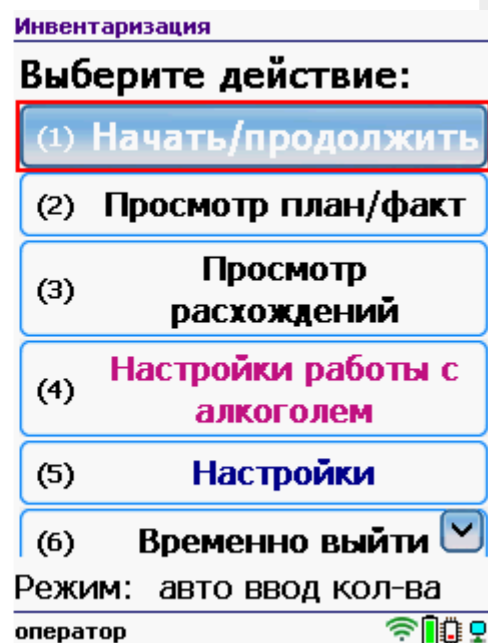 Инвентаризация
Выберите действие:
(1) Начать/продолжить
(2) Просмотр план/факт
(3) Просмотр
расхождений
(4) Настройки работы с
алкоголем
(5) Настройки
(6) Временно выйти
Режим: авто ввод кол-ва
оператор